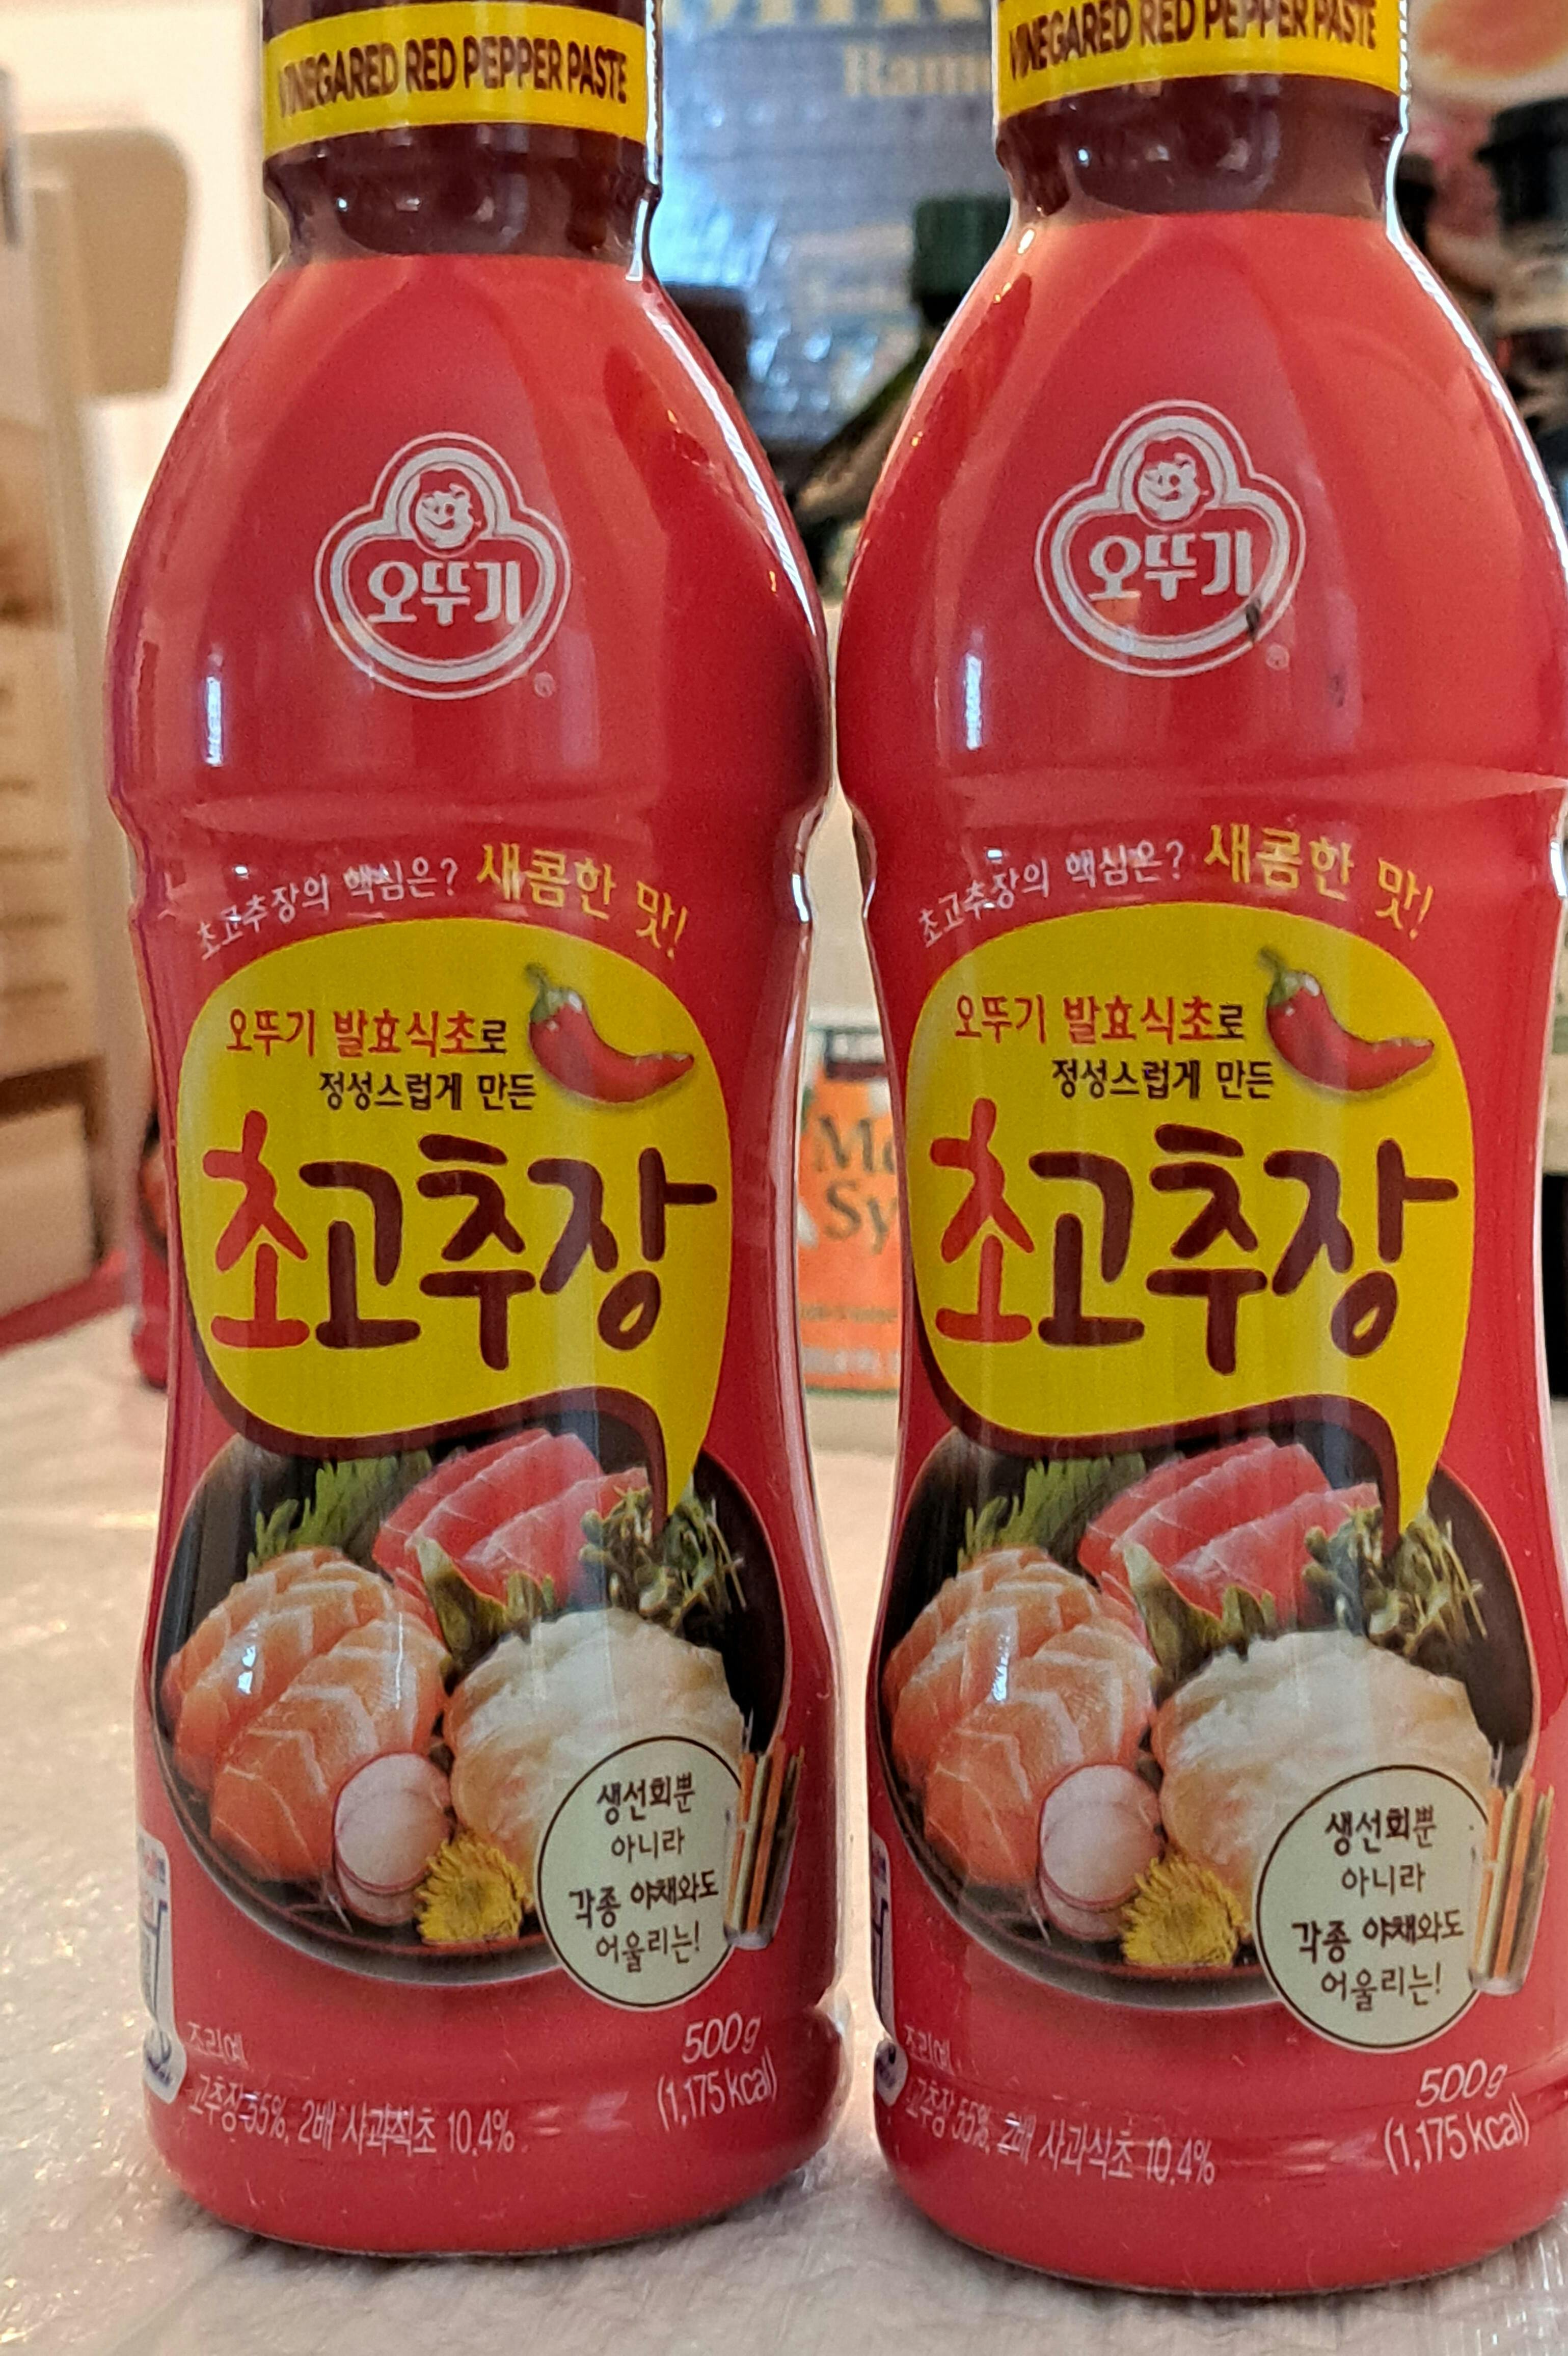 VINEGARED RED PEPPER PASTE
오뚜기
초고추장의 핵심은? 새콤한 맛!
오뚜기 발효식초로
정성스럽게 만든
초고추장
생선회뿐
아니라
각종 야채와도
어울리는!
조리예
500g
(1,175 kcal)
고추장 55%, 2배 사과식초 10.4%
VINEGARED RED PEPPER PASTE
오뚜기
초고추장의 핵심은? 새콤한 맛!
오뚜기 발효식초로
정성스럽게 만든
초고추장
생선회뿐
아니라
각종 야채와도
어울리는!
조리예
500g
(1,175 kcal)
고추장 55%, 2배 사과식초 10.4%